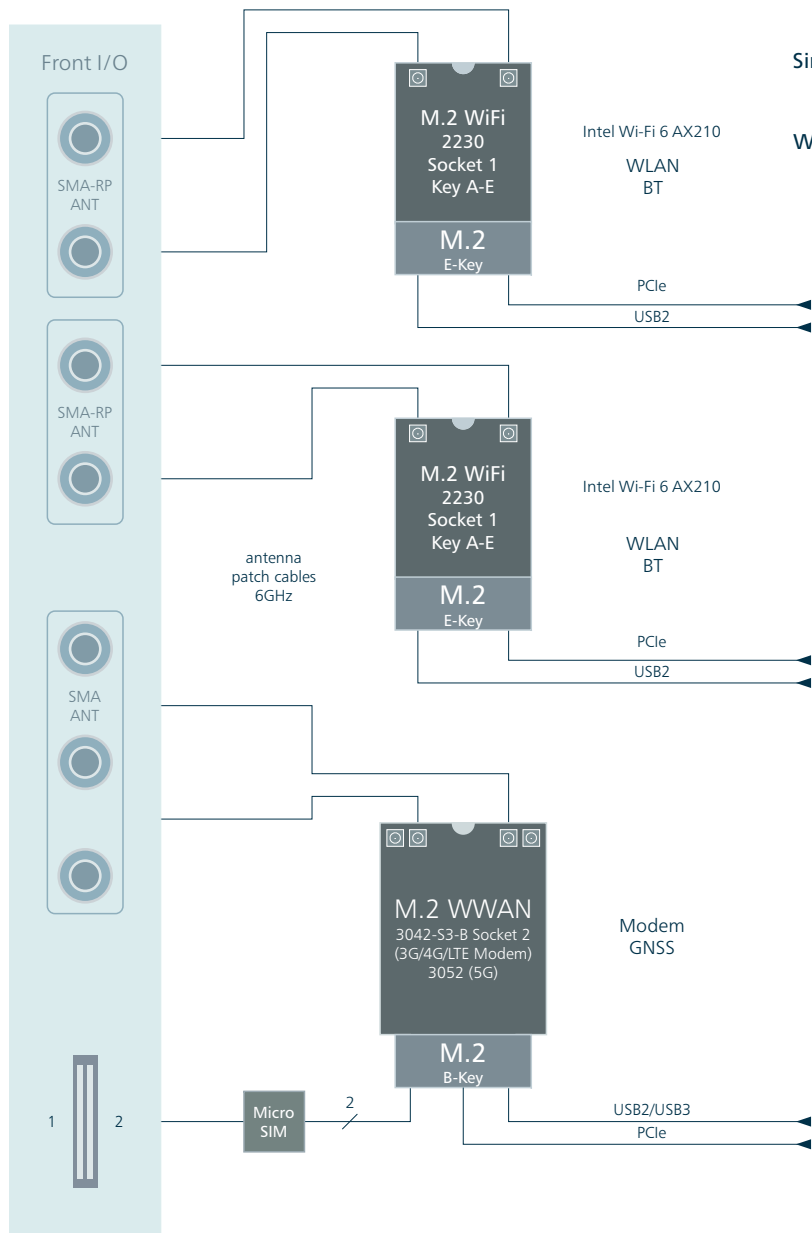 Front I/O
SMA-RP
ANT
SMA-RP
ANT
SMA
ANT
1
2
M.2 WiFi
2230
Socket 1
Key A-E
M.2
E-Key
Intel Wi-Fi 6 AX210
WLAN
BT
PCIe
USB2
M.2 WiFi
2230
Socket 1
Key A-E
M.2
E-Key
Intel Wi-Fi 6 AX210
WLAN
BT
PCIe
USB2
antenna
patch cables
6GHz
M.2 WWAN
3042-S3-B Socket 2
(3G/4G/LTE Modem)
3052 (5G)
M.2
B-Key
Modem
GNSS
Micro
SIM
2
USB2/USB3
PCIe